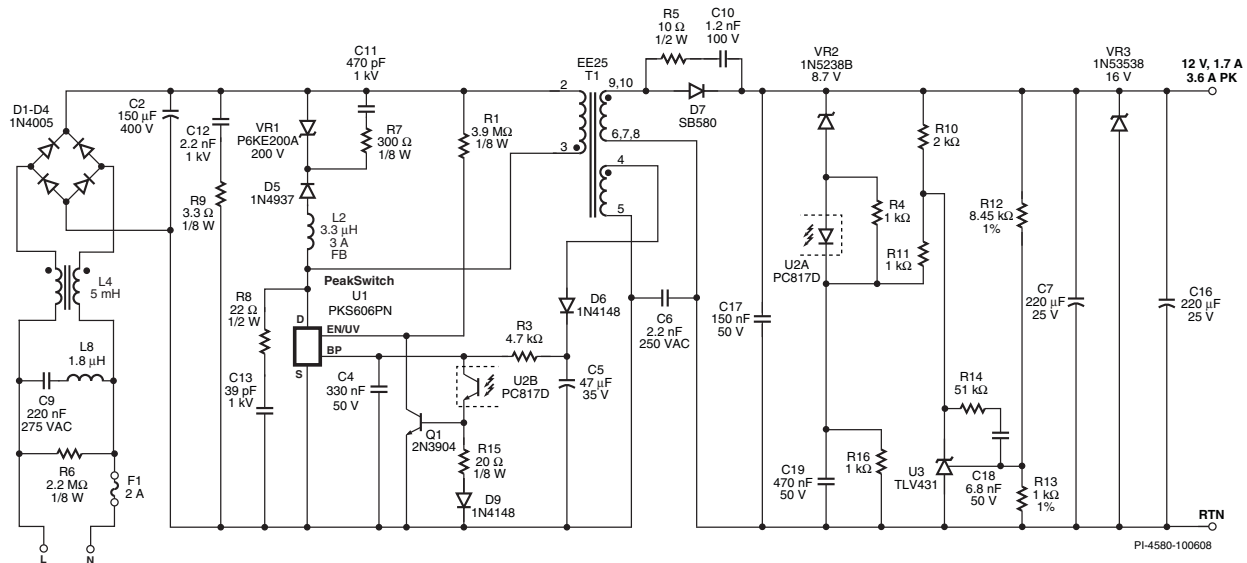 D1-D4
1N4005
C2
150 µF
400 V
C12
2.2 nF
1 kV
R9
3.3 Ω
1/8 W
VR1
P6KE200A
200 V
C11
470 pF
1 kV
R7
300 Ω
1/8 W
D5
1N4937
L2
3.3 µH
3 A
FB
R1
3.9 MΩ
1/8 W
EE25
T1
2
3
9,10
6,7,8
4
5
R5
10 Ω
1/2 W
C10
1.2 nF
100 V
D7
SB580
VR2
1N5238B
8.7 V
VR3
1N53538
16 V
12 V, 1.7 A
3.6 A PK
R10
2 kΩ
R4
1 kΩ
R11
1 kΩ
R12
8.45 kΩ
1%
U2A
PC817D
C7
220 µF
25 V
C16
220 µF
25 V
C17
150 nF
50 V
L4
5 mH
L8
1.8 µH
C9
220 nF
275 VAC
R6
2.2 MΩ
1/8 W
F1
2 A
L
N
R8
22 Ω
1/2 W
C13
39 pF
1 kV
PeakSwitch
U1
PKS606PN
D
S
EN/UV
BP
C4
330 nF
50 V
R3
4.7 kΩ
D6
1N4148
C6
2.2 nF
250 VAC
U2B
PC817D
C5
47 µF
35 V
Q1
2N3904
R15
20 Ω
1/8 W
D9
1N4148
C19
470 nF
50 V
R16
1 kΩ
U3
TLV431
R14
51 kΩ
C18
6.8 nF
50 V
R13
1 kΩ
1%
RTN
PI-4580-100608